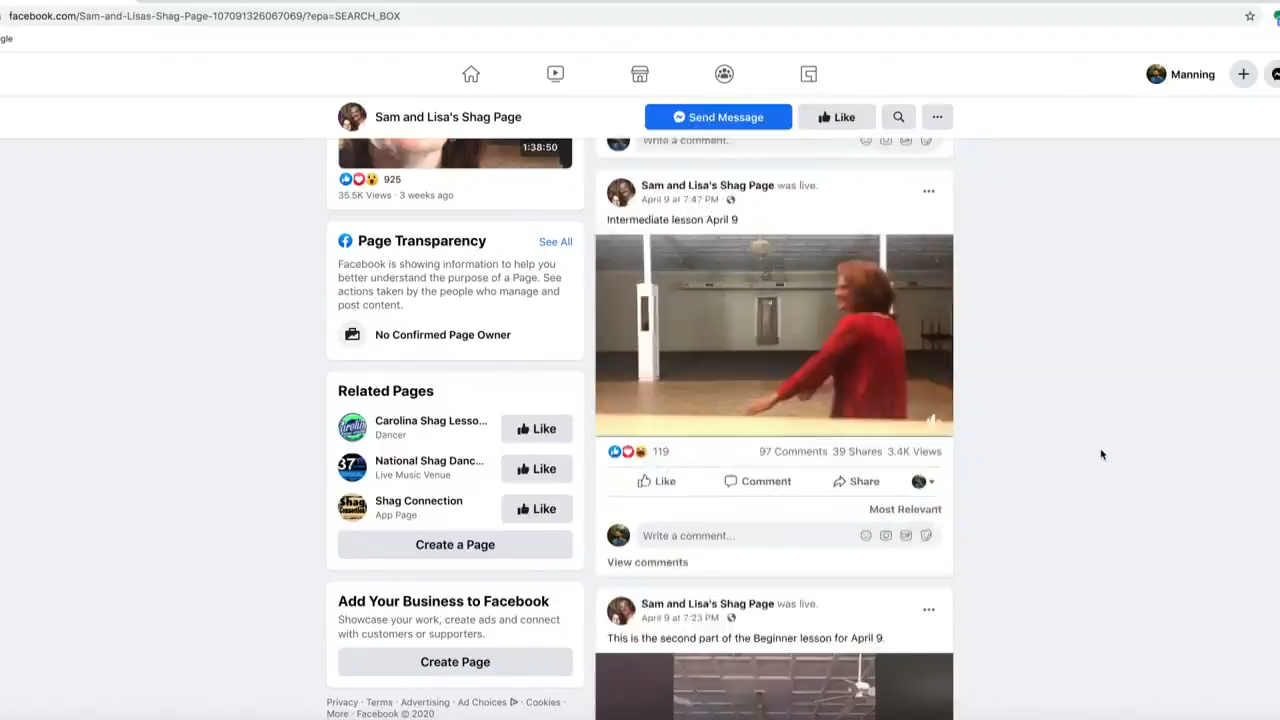 facebook.com/Sam-and-Lisas-Shag-Page-107091326067069/?epa=SEARCH_BOX
gle
Manning
Sam and Lisa's Shag Page
Send Message
Like
1:38:50
925
35.5K Views · 3 weeks ago
Page Transparency
See All
Facebook is showing information to help you
better understand the purpose of a Page. See
actions taken by the people who manage and
post content.
No Confirmed Page Owner
Related Pages
Carolina Shag Lesso...
Dancer
Like
National Shag Danc...
Live Music Venue
Like
Shag Connection
App Page
Like
Create a Page
Add Your Business to Facebook
Showcase your work, create ads and connect
with customers or supporters.
Create Page
Privacy · Terms · Advertising · Ad Choices · Cookies ·
More · Facebook © 2020
Write a comment...
Sam and Lisa's Shag Page was live.
April 9 at 7:47 PM ·
Intermediate lesson April 9
119
97 Comments 39 Shares 3.4K Views
Like Comment Share
Most Relevant
Write a comment...
View comments
Sam and Lisa's Shag Page was live.
April 9 at 7:23 PM ·
This is the second part of the Beginner lesson for April 9.